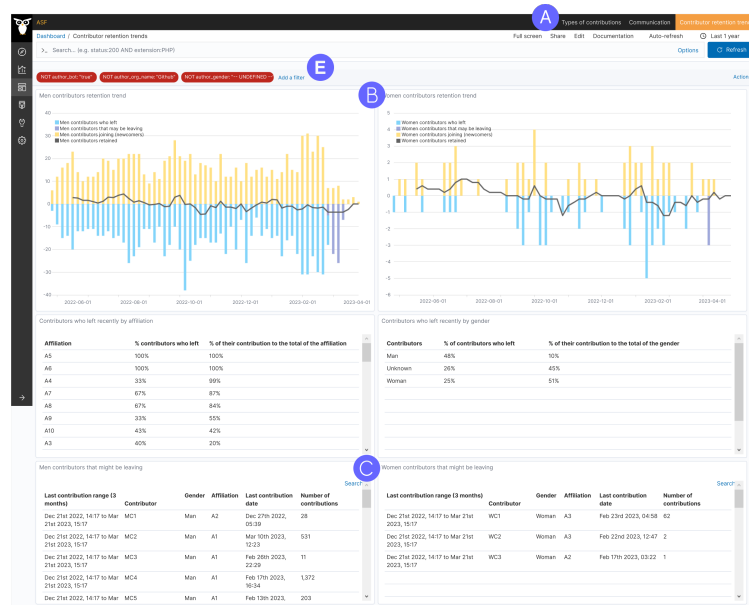 ASF
A
Types of contributions Communication Contributor retention tren
Dashboard / Contributor retention trends
Full screen Share Edit Documentation Auto-refresh Last 1 year
>_ Search... (e.g. status:200 AND extension:PHP)
Options Refresh
NOT author_bot: "true" NOT author_org_name: "Github" NOT author_gender: "-- UNDEFINED -- Add a filter
E
Action
Men contributors retention trend
B
Women contributors retention trend
40
30
20
10
0
-10
-20
-30
-40
Men contributors who left
Men contributors that may be leaving
Men contributors joining (newcomers)
Men contributors retained
2022-06-01 2022-08-01 2022-10-01 2022-12-01 2023-02-01 2023-04-01
5
4
3
2
1
0
-1
-2
-3
-4
-5
-6
Women contributors who left
Women contributors that may be leaving
Women contributors joining (newcomers)
Women contributors retained
2022-06-01 2022-08-01 2022-10-01 2022-12-01 2023-02-01 2023-04-01
Contributors who left recently by affiliation
Affiliation % contributors who left % of their contribution to the total of the affiliation
A5 100% 100%
A6 100% 100%
A4 33% 99%
A7 67% 87%
A8 67% 84%
A9 33% 55%
A10 43% 42%
A3 40% 20%
Contributors who left recently by gender
Contributors % of contributors who left % of their contribution to the total of the gender
Man 48% 10%
Unknown 26% 45%
Woman 25% 51%
C
Men contributors that might be leaving
Search
Last contribution range (3 months) Contributor Gender Affiliation Last contribution date Number of contributions
Dec 21st 2022, 14:17 to Mar 21st 2023, 15:17 MC1 Man A2 Dec 27th 2022, 05:39 28
Dec 21st 2022, 14:17 to Mar 21st 2023, 15:17 MC2 Man A1 Mar 10th 2023, 12:23 531
Dec 21st 2022, 14:17 to Mar 21st 2023, 15:17 MC3 Man A1 Feb 26th 2023, 22:29 11
Dec 21st 2022, 14:17 to Mar 21st 2023, 15:17 MC4 Man A1 Feb 17th 2023, 16:34 1,372
Dec 21st 2022, 14:17 to Mar MC5 Man A1 Feb 13th 2023, 203
Women contributors that might be leaving
Search
Last contribution range (3 months) Contributor Gender Affiliation Last contribution date Number of contributions
Dec 21st 2022, 14:17 to Mar 21st 2023, 15:17 WC1 Woman A3 Feb 23rd 2023, 04:58 62
Dec 21st 2022, 14:17 to Mar 21st 2023, 15:17 WC2 Woman A3 Feb 22nd 2023, 12:47 2
Dec 21st 2022, 14:17 to Mar 21st 2023, 15:17 WC3 Woman A2 Feb 17th 2023, 03:22 1